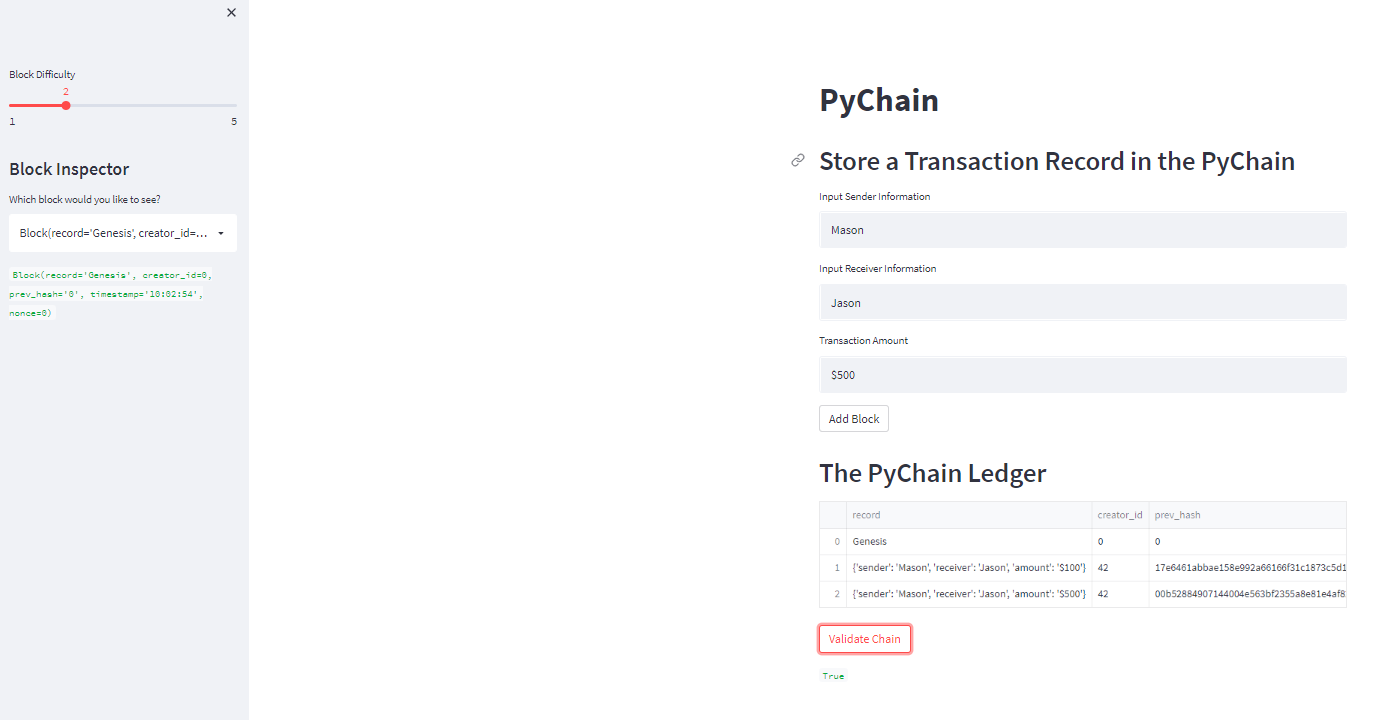 Block Difficulty
2
1 5
Block Inspector
Which block would you like to see?
Block(record='Genesis', creator_id=...
Block(record='Genesis', creator_id=0,
prev_hash='0', timestamp='10:02:54',
nonce=0)
PyChain
Store a Transaction Record in the PyChain
Input Sender Information
Mason
Input Receiver Information
Jason
Transaction Amount
$500
Add Block
The PyChain Ledger
record creator_id prev_hash
0 Genesis 0 0
1 {'sender': 'Mason', 'receiver': 'Jason', 'amount': '$100'} 42 17e6461abbae158e992a66166f31c1873c5d1
2 {'sender': 'Mason', 'receiver': 'Jason', 'amount': '$500'} 42 00b52884907144004e563bf2355a8e81e4af8
Validate Chain
True